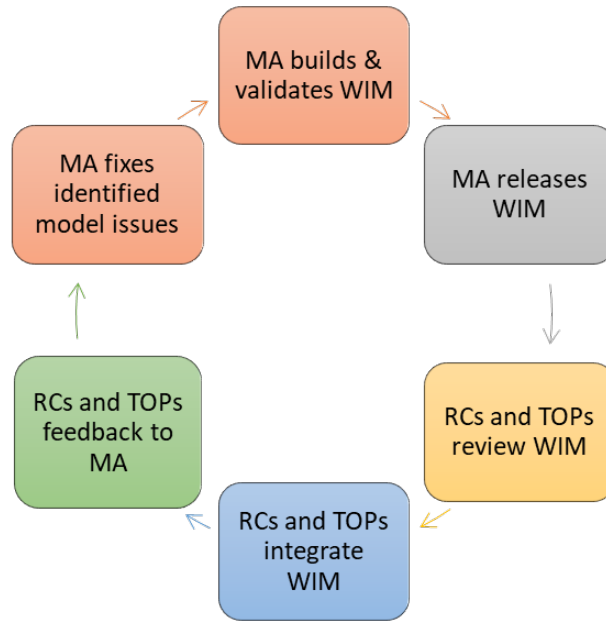 MA builds &
validates WIM
MA releases
WIM
RCs and TOPs
review WIM
RCs and TOPs
integrate
WIM
RCs and TOPs
feedback to
MA
MA fixes
identified
model issues